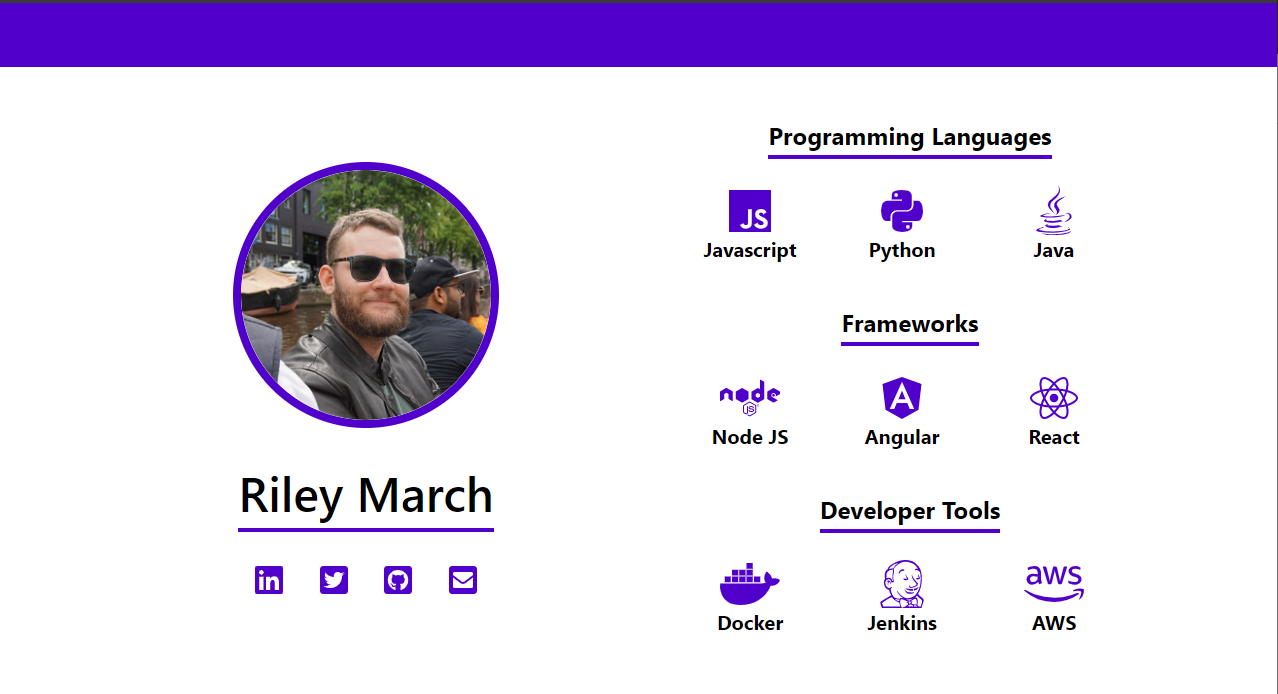 Riley March
Programming Languages
JS
Javascript
Python
Java
Frameworks
node
JS
Node JS
A
Angular
React
Developer Tools
Docker
Jenkins
aws
AWS
in